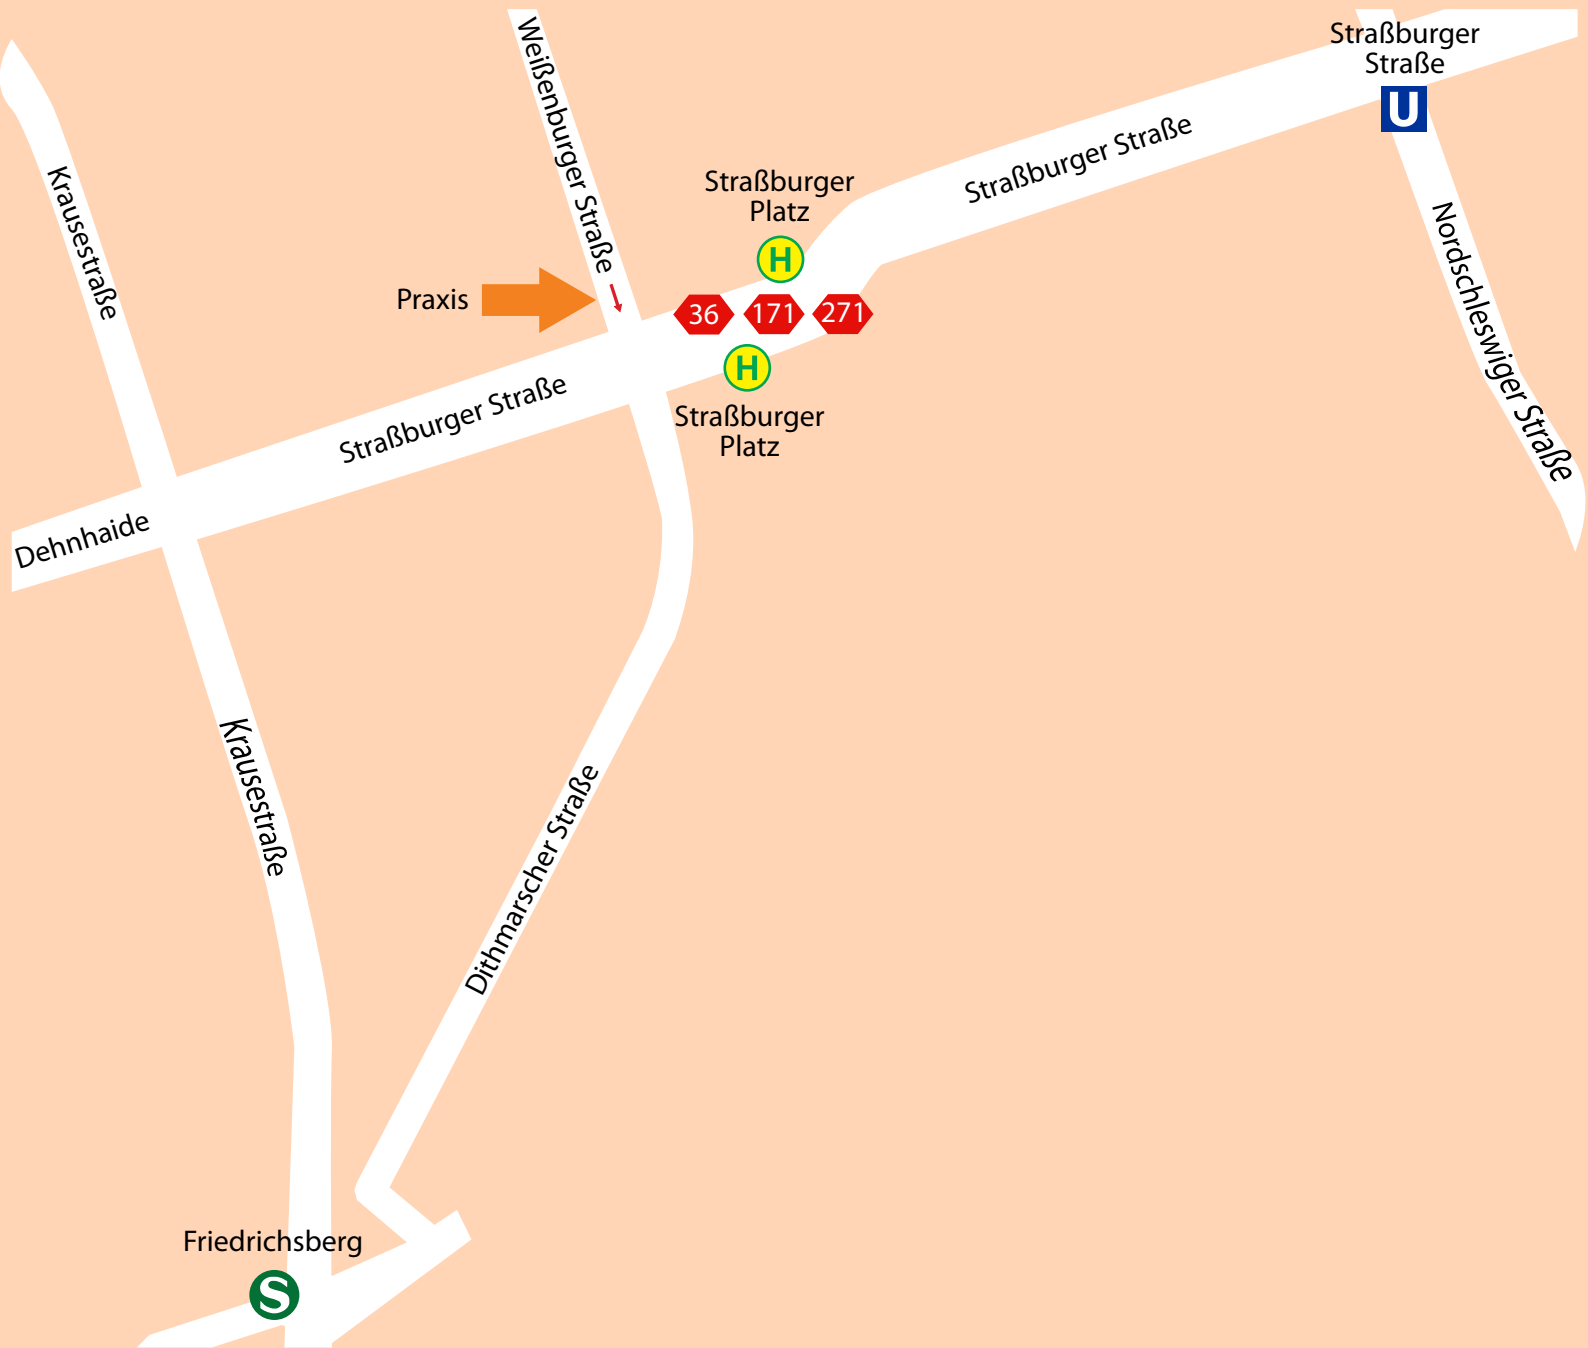 Straßburger
Straße
U
Weißenburger Straße
Straßburger Straße
Krausestraße
Straßburger
Platz
H
Nordschleswiger Straße
Praxis
36
171
271
H
Straßburger Straße
Straßburger
Platz
Dehnhaide
Krausestraße
Dithmarscher Straße
Friedrichsberg
S